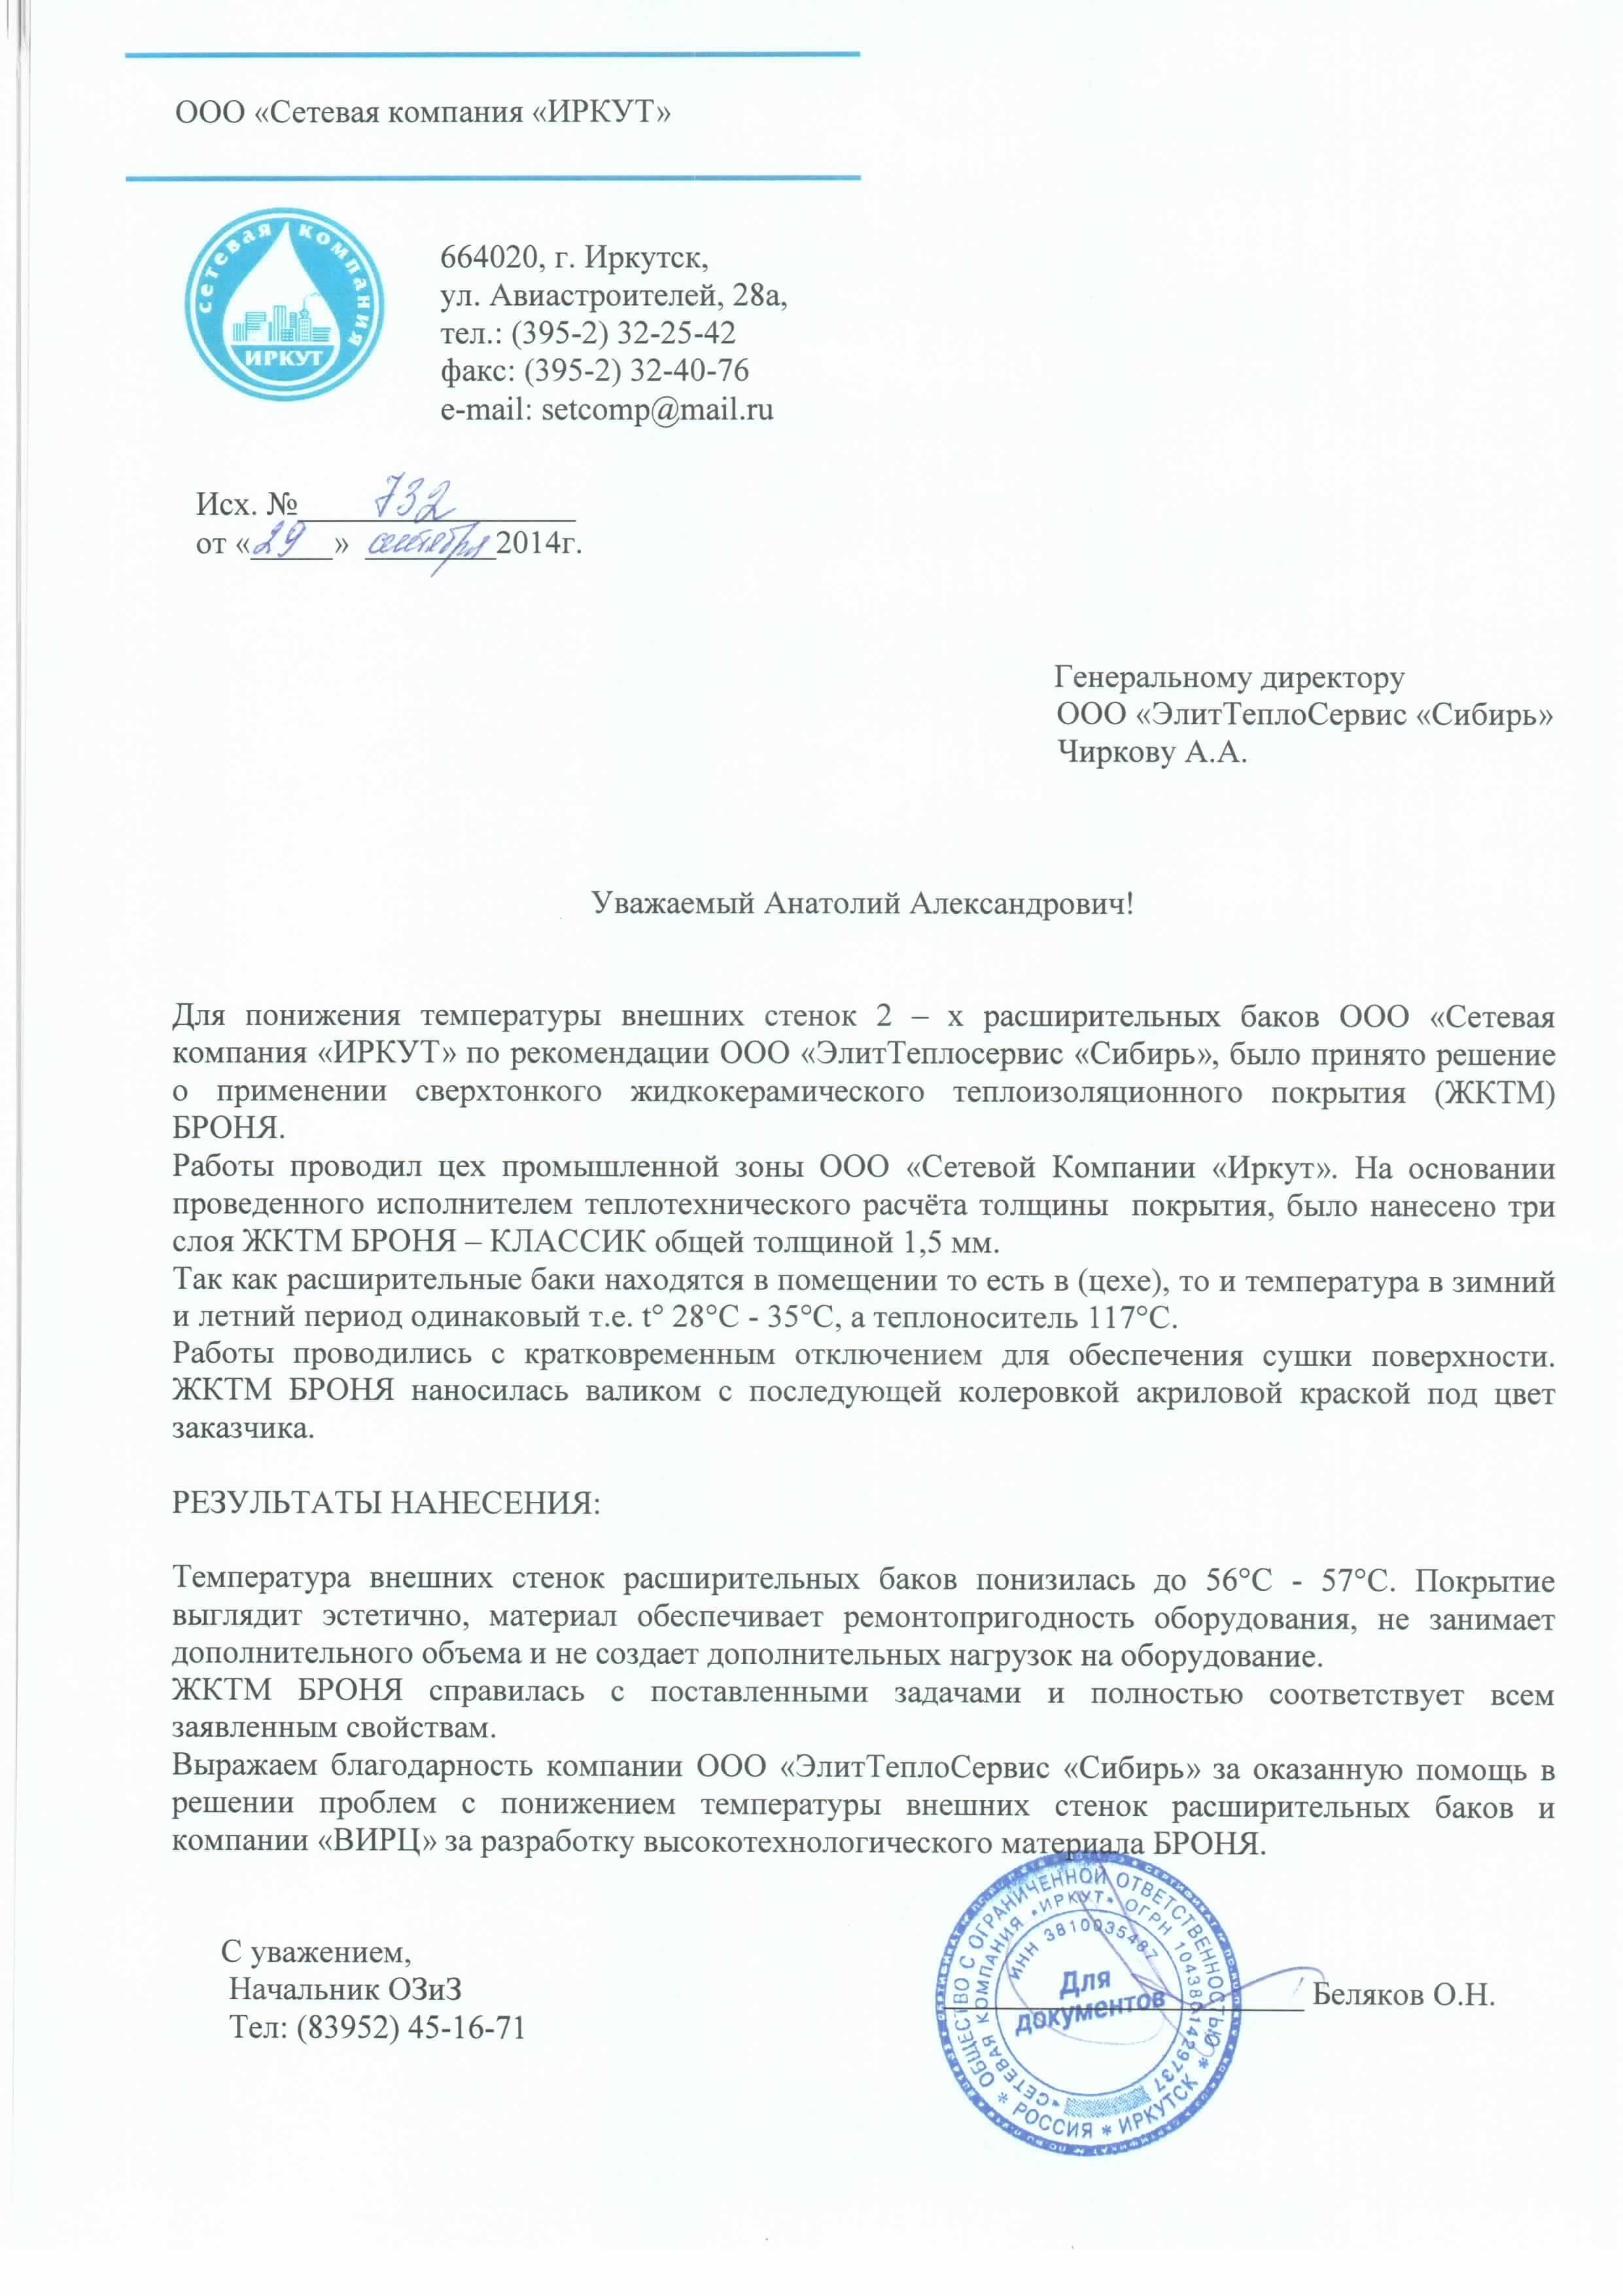 ООО «Сетевая компания «ИРКУТ»
сетевая компания
ИРКУТ
664020, г. Иркутск,
ул. Авиастроителей, 28а,
тел.: (395-2) 32-25-42
факс: (395-2) 32-40-76
e-mail: setcomp@mail.ru
Исх. № 732
от «29» сентября 2014г.
Генеральному директору
ООО «ЭлитТеплоСервис «Сибирь»
Чиркову А.А.
Уважаемый Анатолий Александрович!
Для понижения температуры внешних стенок 2 – х расширительных баков ООО «Сетевая
компания «ИРКУТ» по рекомендации ООО «ЭлитТеплосервис «Сибирь», было принято решение
о применении сверхтонкого жидкокерамического теплоизоляционного покрытия (ЖКТМ)
БРОНЯ.
Работы проводил цех промышленной зоны ООО «Сетевой Компании «Иркут». На основании
проведенного исполнителем теплотехнического расчёта толщины покрытия, было нанесено три
слоя ЖКТМ БРОНЯ – КЛАССИК общей толщиной 1,5 мм.
Так как расширительные баки находятся в помещении то есть в (цехе), то и температура в зимний
и летний период одинаковый т.е. t° 28°С - 35°С, а теплоноситель 117°С.
Работы проводились с кратковременным отключением для обеспечения сушки поверхности.
ЖКТМ БРОНЯ наносилась валиком с последующей колеровкой акриловой краской под цвет
заказчика.
РЕЗУЛЬТАТЫ НАНЕСЕНИЯ:
Температура внешних стенок расширительных баков понизилась до 56°С - 57°С. Покрытие
выглядит эстетично, материал обеспечивает ремонтопригодность оборудования, не занимает
дополнительного объема и не создает дополнительных нагрузок на оборудование.
ЖКТМ БРОНЯ справилась с поставленными задачами и полностью соответствует всем
заявленным свойствам.
Выражаем благодарность компании ООО «ЭлитТеплоСервис «Сибирь» за оказанную помощь в
решении проблем с понижением температуры внешних стенок расширительных баков и
компании «ВИРЦ» за разработку высокотехнологического материала БРОНЯ.
С уважением,
Начальник ОЗиЗ
Тел: (83952) 45-16-71
Беляков О.Н.
ОБЩЕСТВО С ОГРАНИЧЕННОЙ ОТВЕТСТВЕННОСТЬЮ
* РОССИЯ * ИРКУТСК *
«СЕТЕВАЯ КОМПАНИЯ «ИРКУТ» ОГРН 1043801429737
ИНН 3810035487
Для
документов